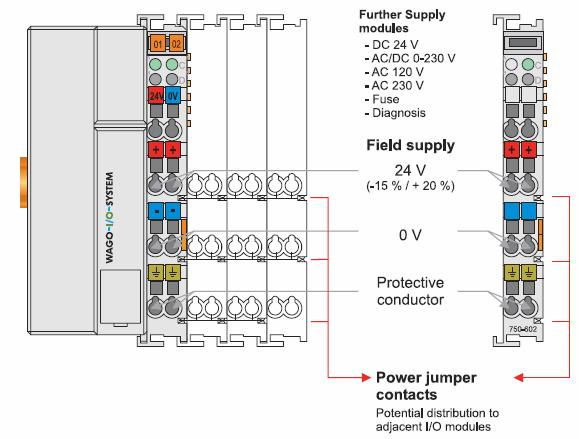 Further Supply
modules
- DC 24 V
- AC/DC 0-230 V
- AC 120 V
- AC 230 V
- Fuse
- Diagnosis
01 02
C
D
24V 0V
+ +
- -
WAGO-I/O-SYSTEM
Field supply
24 V
(-15 % / + 20 %)
0 V
Protective
conductor
C
D
+ +
750-602
Power jumper
contacts
Potential distribution to
adjacent I/O modules